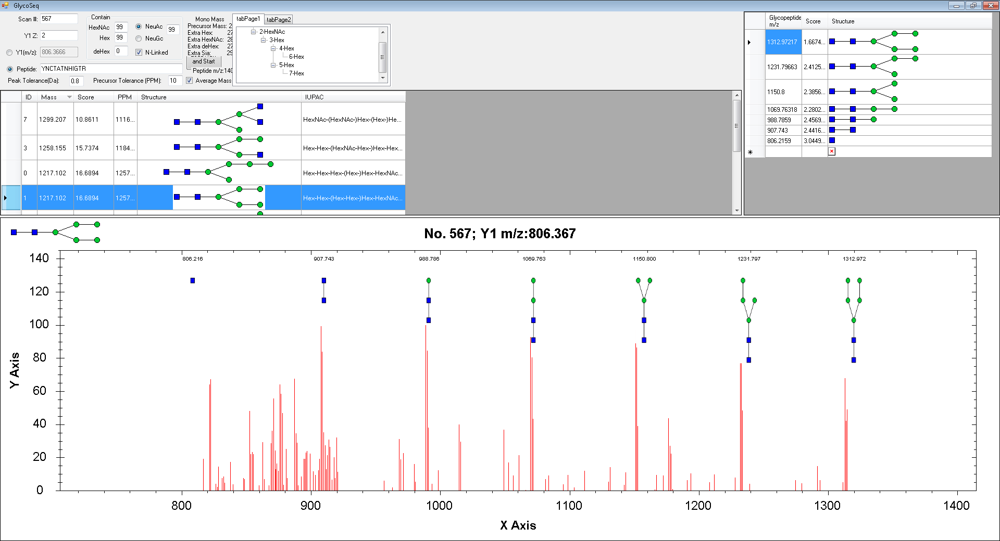 GlycoSeq
Scan #: 567
Y1 Z: 2
Y1(m/z): 806.3666
Peptide: YNCTATNHIGTR
Peak Tolerance(Da): 0.8 Precursor Tolerance (PPM): 10
Contain
HexNAc 99
Hex 99
deHex 0
NeuAc 99
NeuGc
N-Linked
Mono Mass
Precursor Mass: 2
Extra Hex: 27
Extra HexNAc: 28
Extra deHex: 27
Extra Sia: 29
and Start
Peptide m/z:140
Average Mass
tabPage1 tabPage2
2-HexNAc
3-Hex
4-Hex
6-Hex
5-Hex
7-Hex
ID Mass Score PPM Structure IUPAC
7 1299.207 10.8611 1116... HexNAc-(HexNAc-)Hex-(Hex-)He...
3 1258.155 15.7374 1184... Hex-Hex-(HexNAc-Hex-)Hex-Hex...
0 1217.102 16.6894 1257... Hex-Hex-Hex-(Hex-)Hex-HexNAc...
1 1217.102 16.6894 1257... Hex-Hex-(Hex-Hex-)Hex-HexNAc...
Glycopeptide
m/z Score Structure
1312.97217 1.6674...
1231.79663 2.4125...
1150.8 2.3856...
1069.76318 2.2802...
988.7859 2.4569...
907.743 2.4416...
806.2159 3.0449...
No. 567; Y1 m/z:806.367
806.216 907.743 988.786 1069.763 1150.800 1231.797 1312.972
140
120
100
80
60
40
20
0
Y Axis
800 900 1000 1100 1200 1300 1400
X Axis